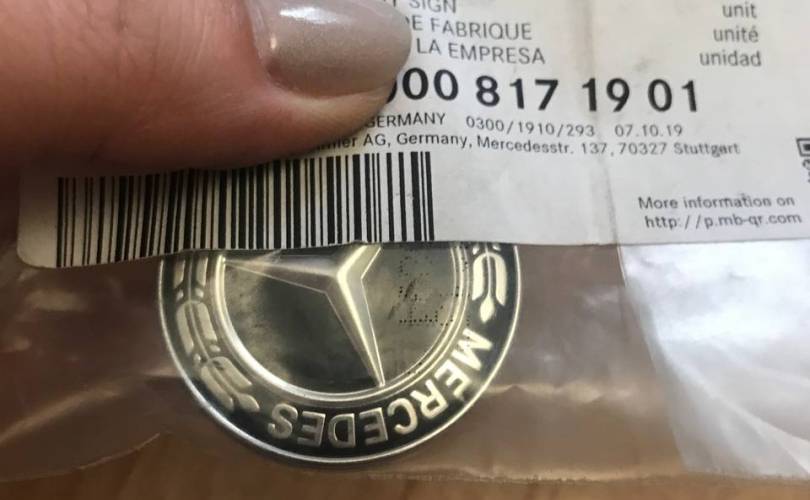 SIGN
unit
DE FABRIQUE
unité
LA EMPRESA
unidad
000 817 19 01
GERMANY 0300/1910/293 07.10.19
AG, Germany, Mercedesstr. 137, 70327 Stuttgart
More information on
http://p.mb-qr.com
MERCEDES